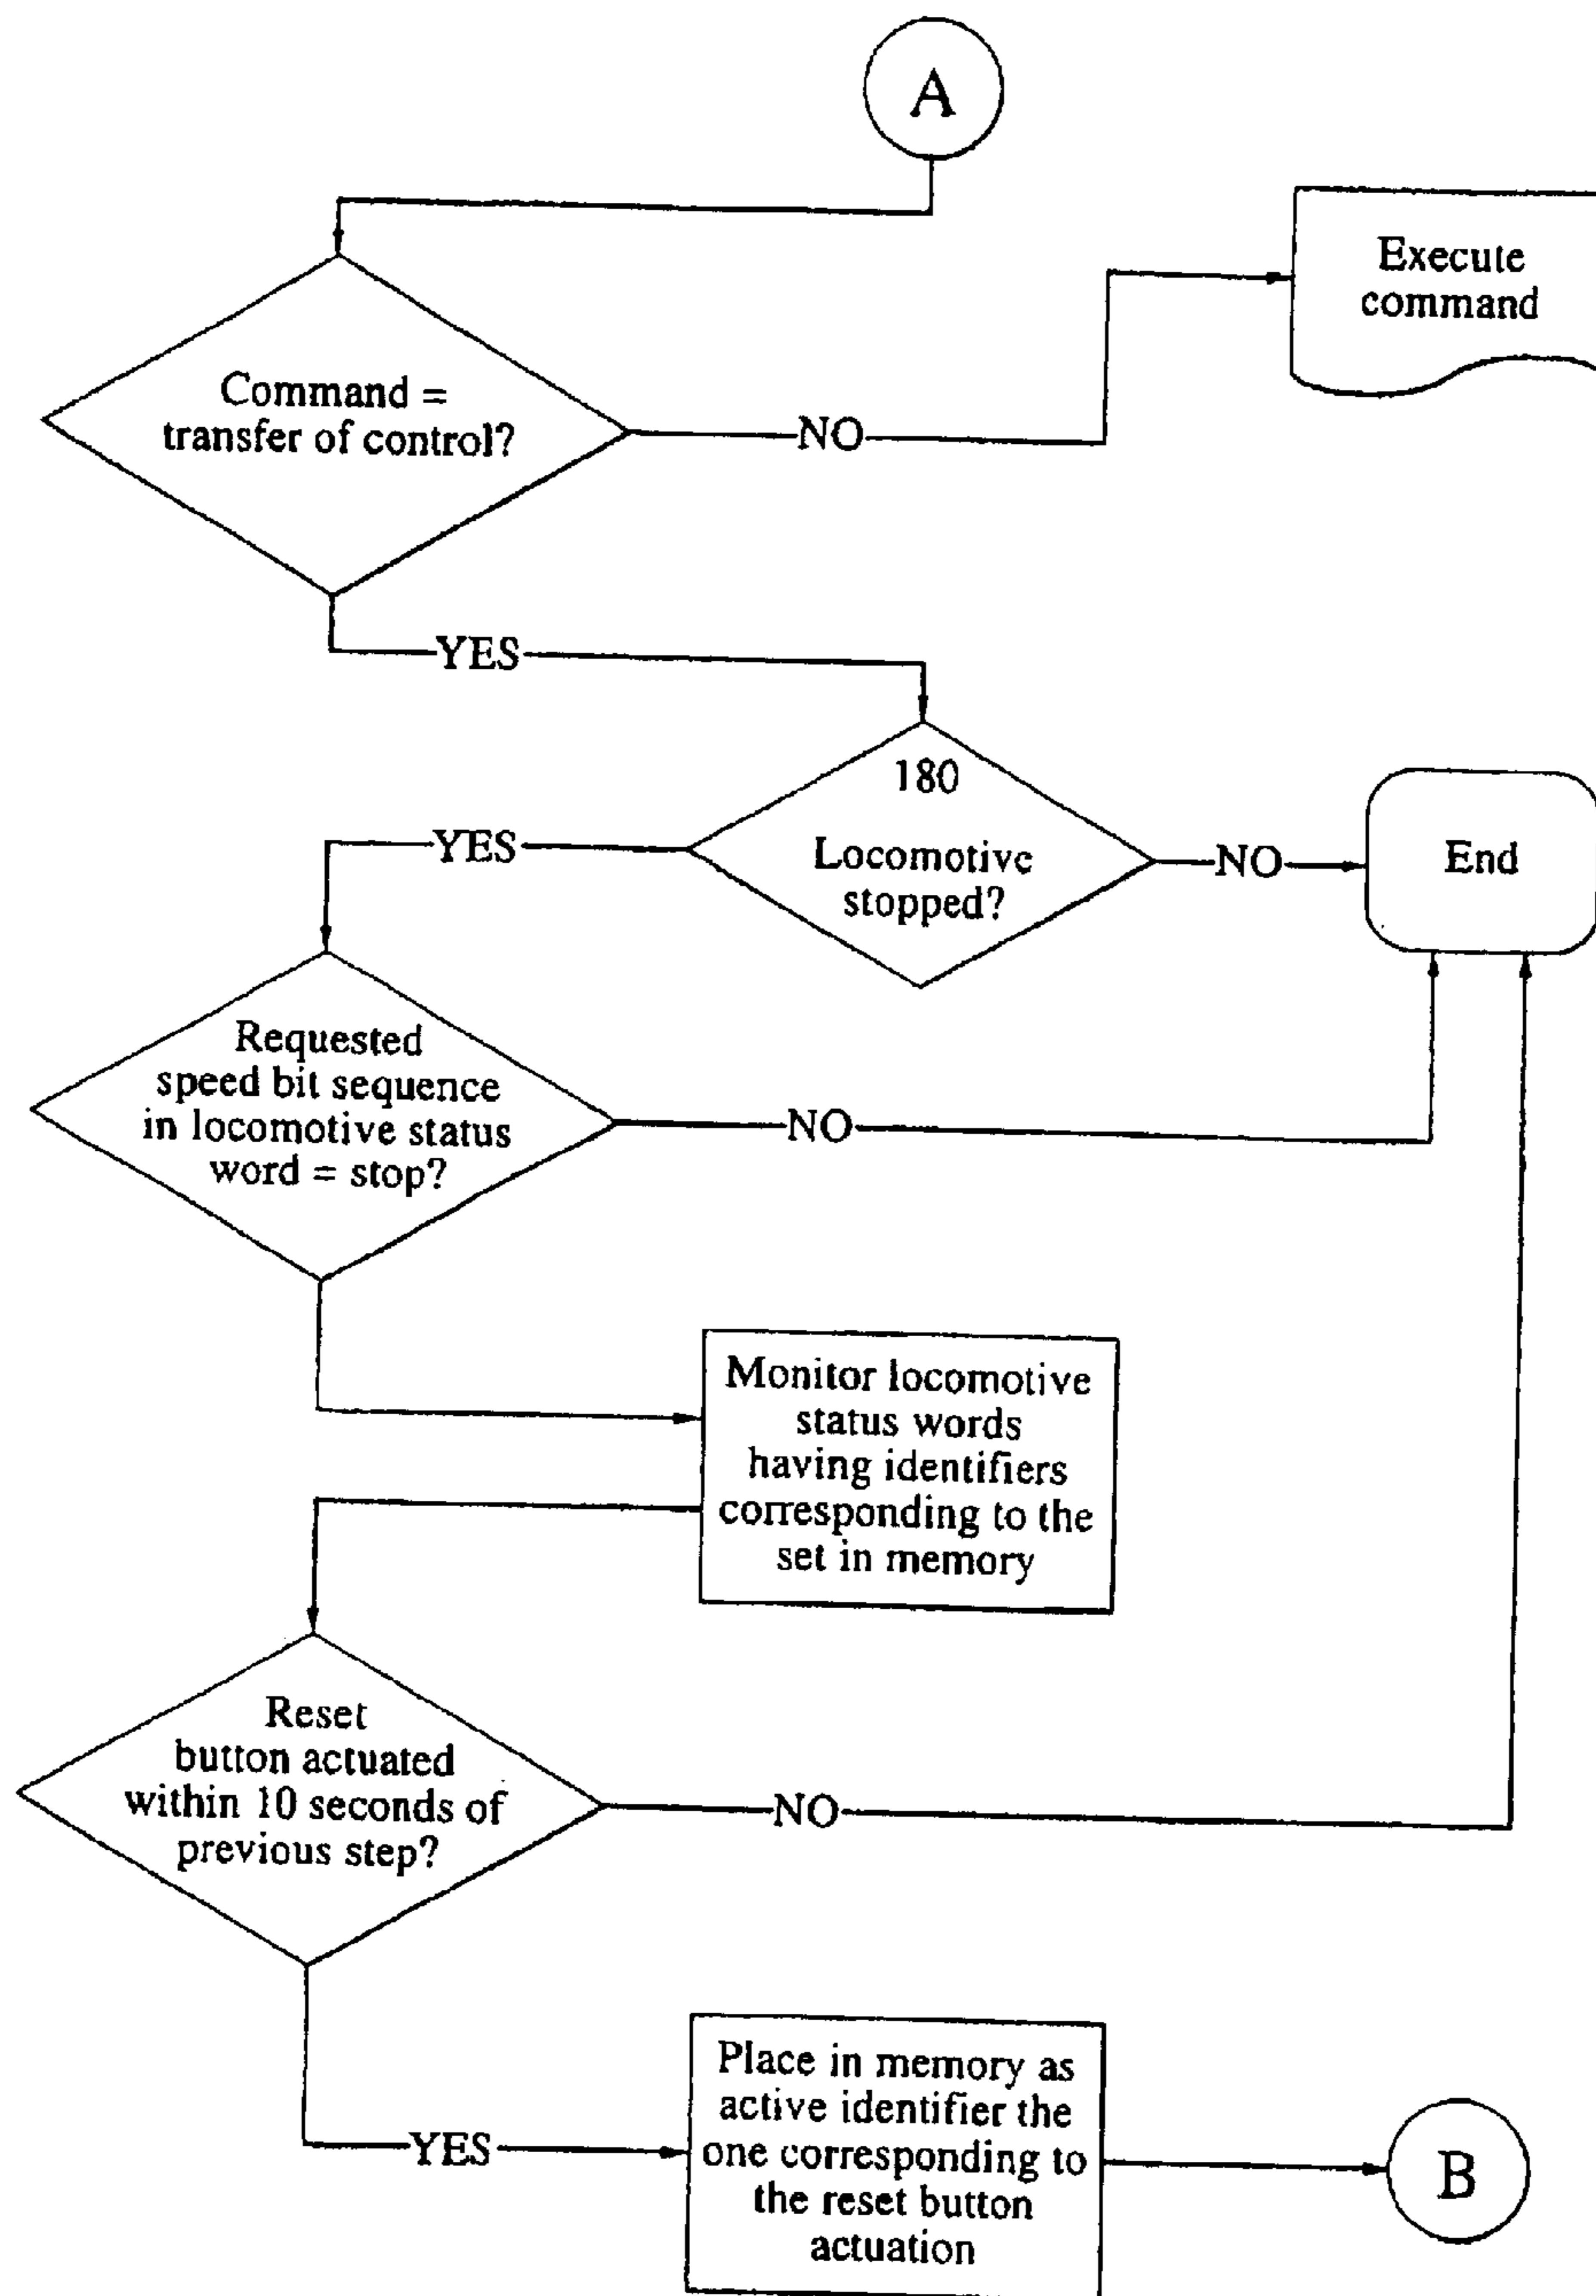 A
Execute
command
Command =
transfer of control?
NO
YES
180
Locomotive
stopped?
YES
NO
End
Requested
speed bit sequence
in locomotive status
word = stop?
NO
Monitor locomotive
status words
having identifiers
corresponding to the
set in memory
Reset
button actuated
within 10 seconds of
previous step?
NO
YES
Place in memory as
active identifier the
one corresponding to
the reset button
actuation
B